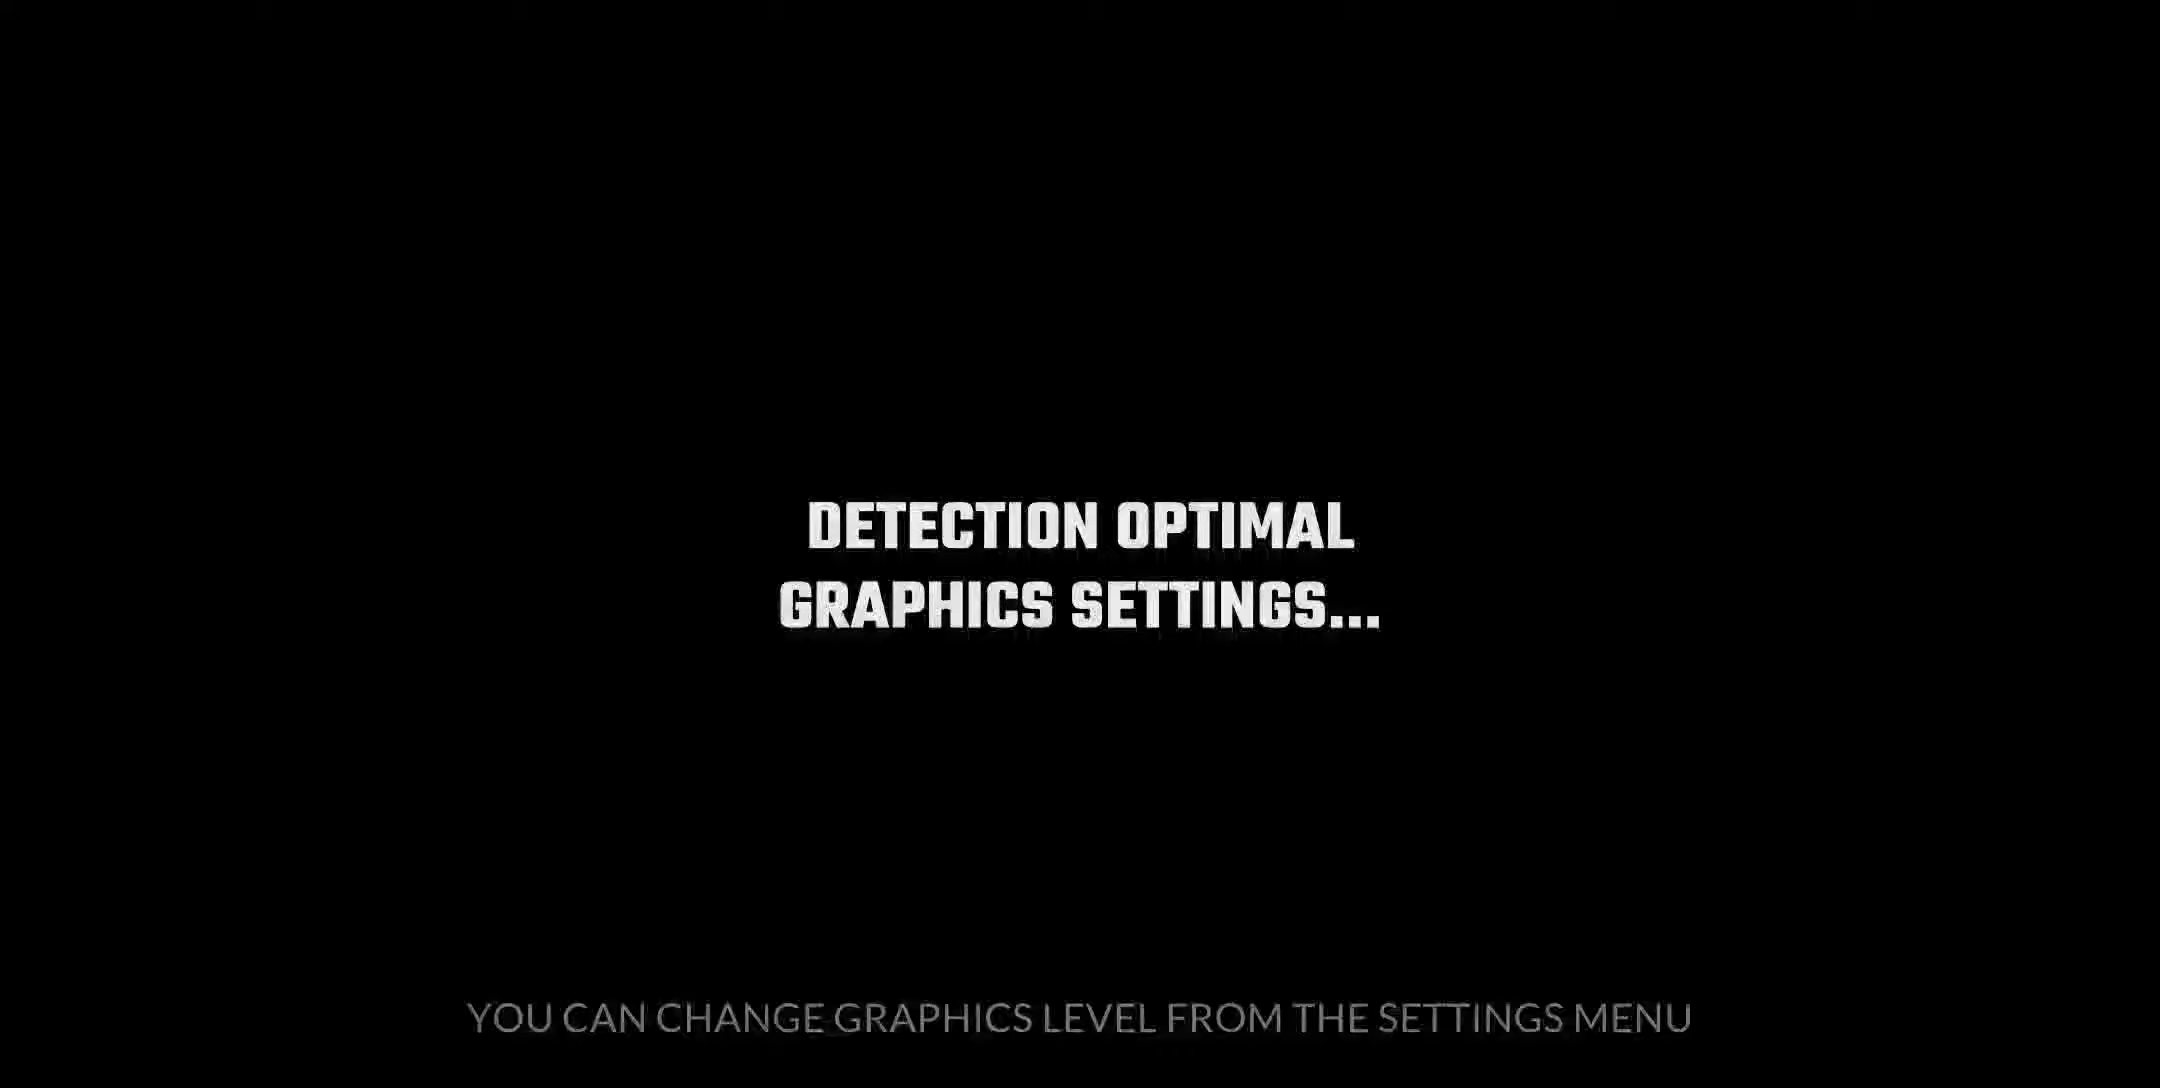 DETECTION OPTIMAL
GRAPHICS SETTINGS...
YOU CAN CHANGE GRAPHICS LEVEL FROM THE SETTINGS MENU